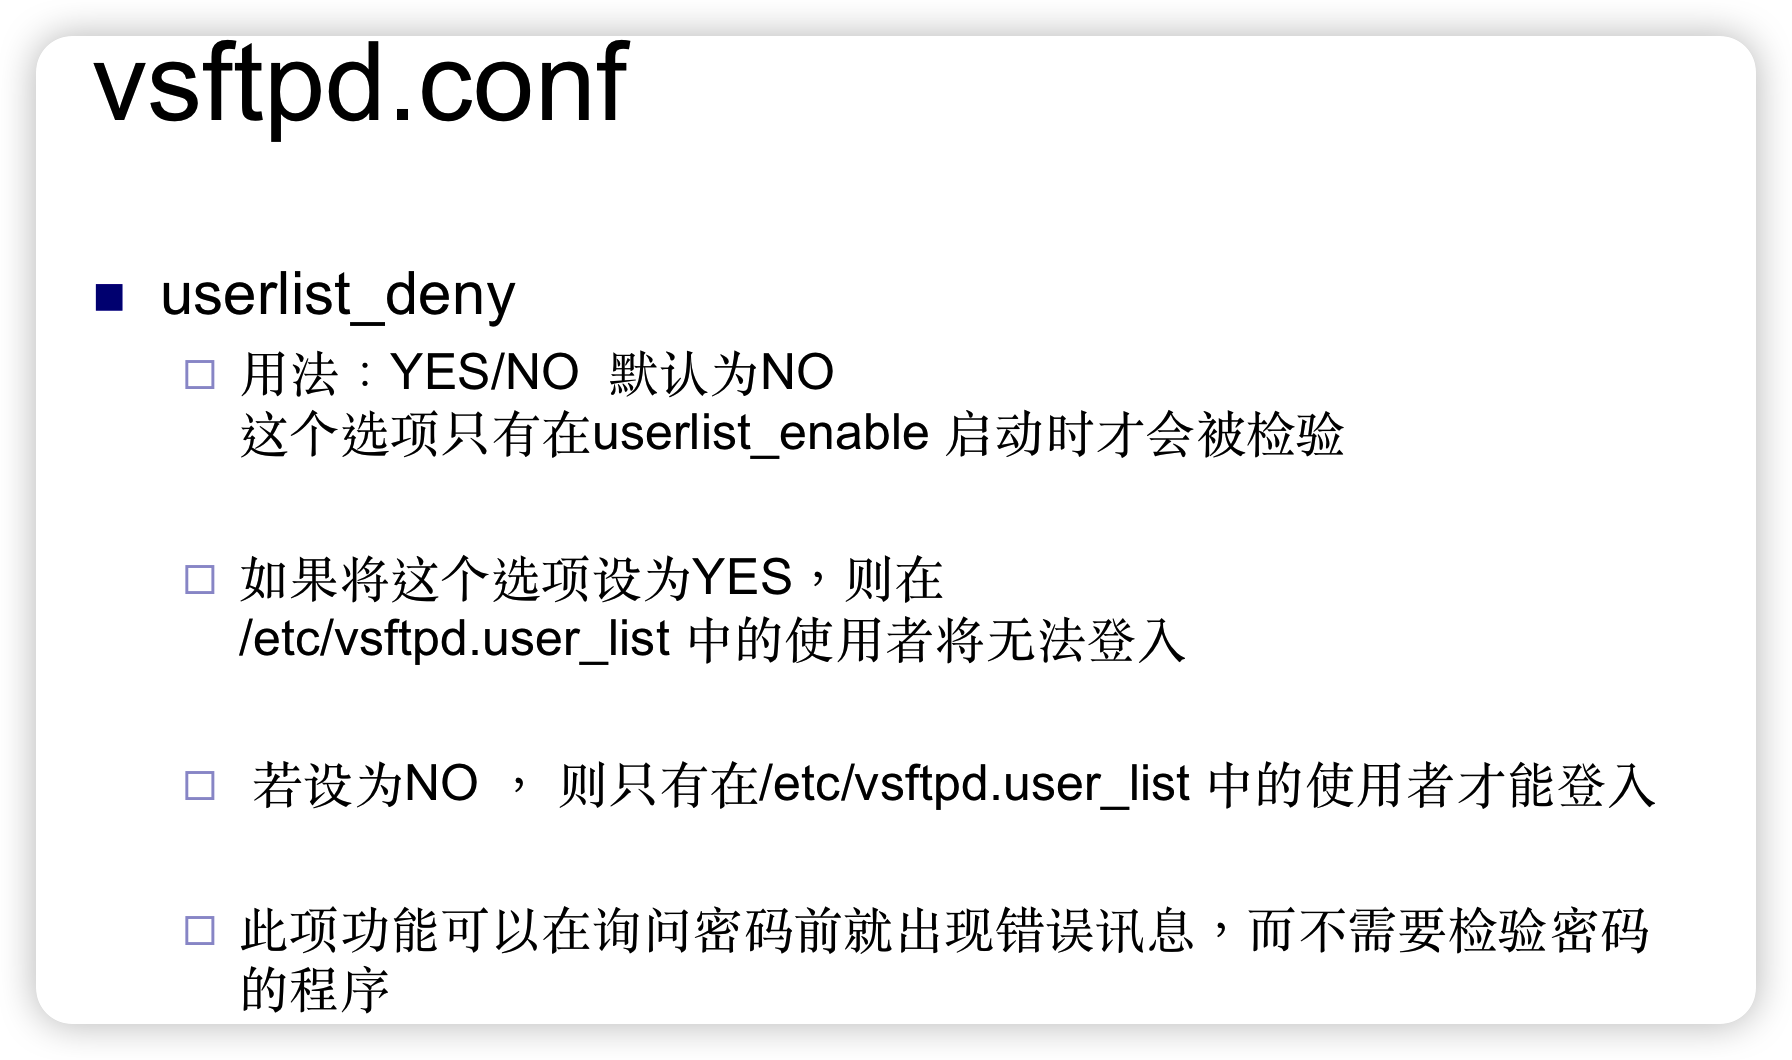 vsftpd.conf
userlist_deny
用法：YES/NO 默认为NO
这个选项只有在userlist_enable 启动时才会被检验
如果将这个选项设为YES，则在
/etc/vsftpd.user_list 中的使用者将无法登入
若设为NO ， 则只有在/etc/vsftpd.user_list 中的使用者才能登入
此项功能可以在询问密码前就出现错误讯息，而不需要检验密码
的程序